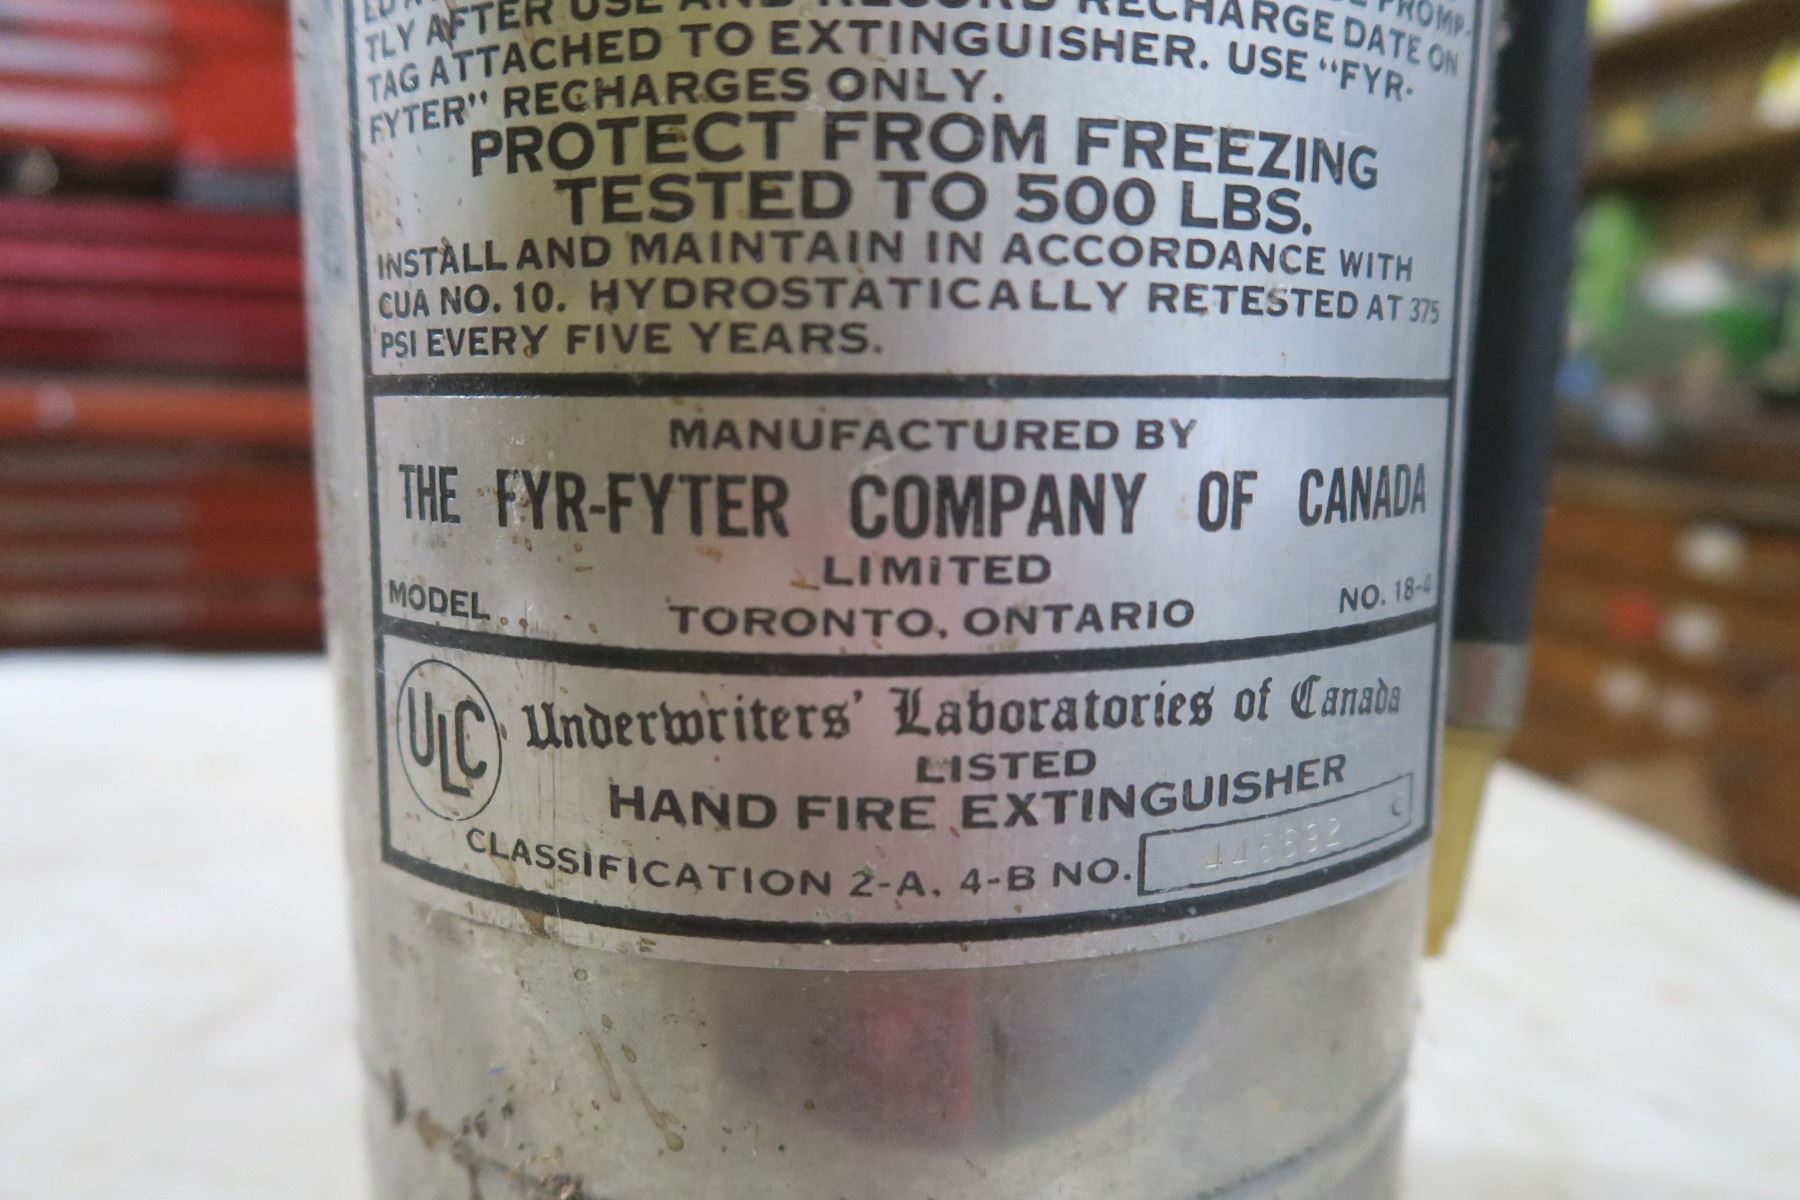 TLY AFTER USE AND RECORD RECHARGE DATE ON
TAG ATTACHED TO EXTINGUISHER. USE "FYR-
FYTER" RECHARGES ONLY.
PROTECT FROM FREEZING
TESTED TO 500 LBS.
INSTALL AND MAINTAIN IN ACCORDANCE WITH
CUA NO. 10. HYDROSTATICALLY RETESTED AT 375
PSI EVERY FIVE YEARS.
MANUFACTURED BY
THE FYR-FYTER COMPANY OF CANADA
LIMITED
TORONTO, ONTARIO
MODEL NO. 18-4
ULC Underwriters' Laboratories of Canada
LISTED
HAND FIRE EXTINGUISHER
CLASSIFICATION 2-A. 4-B NO.